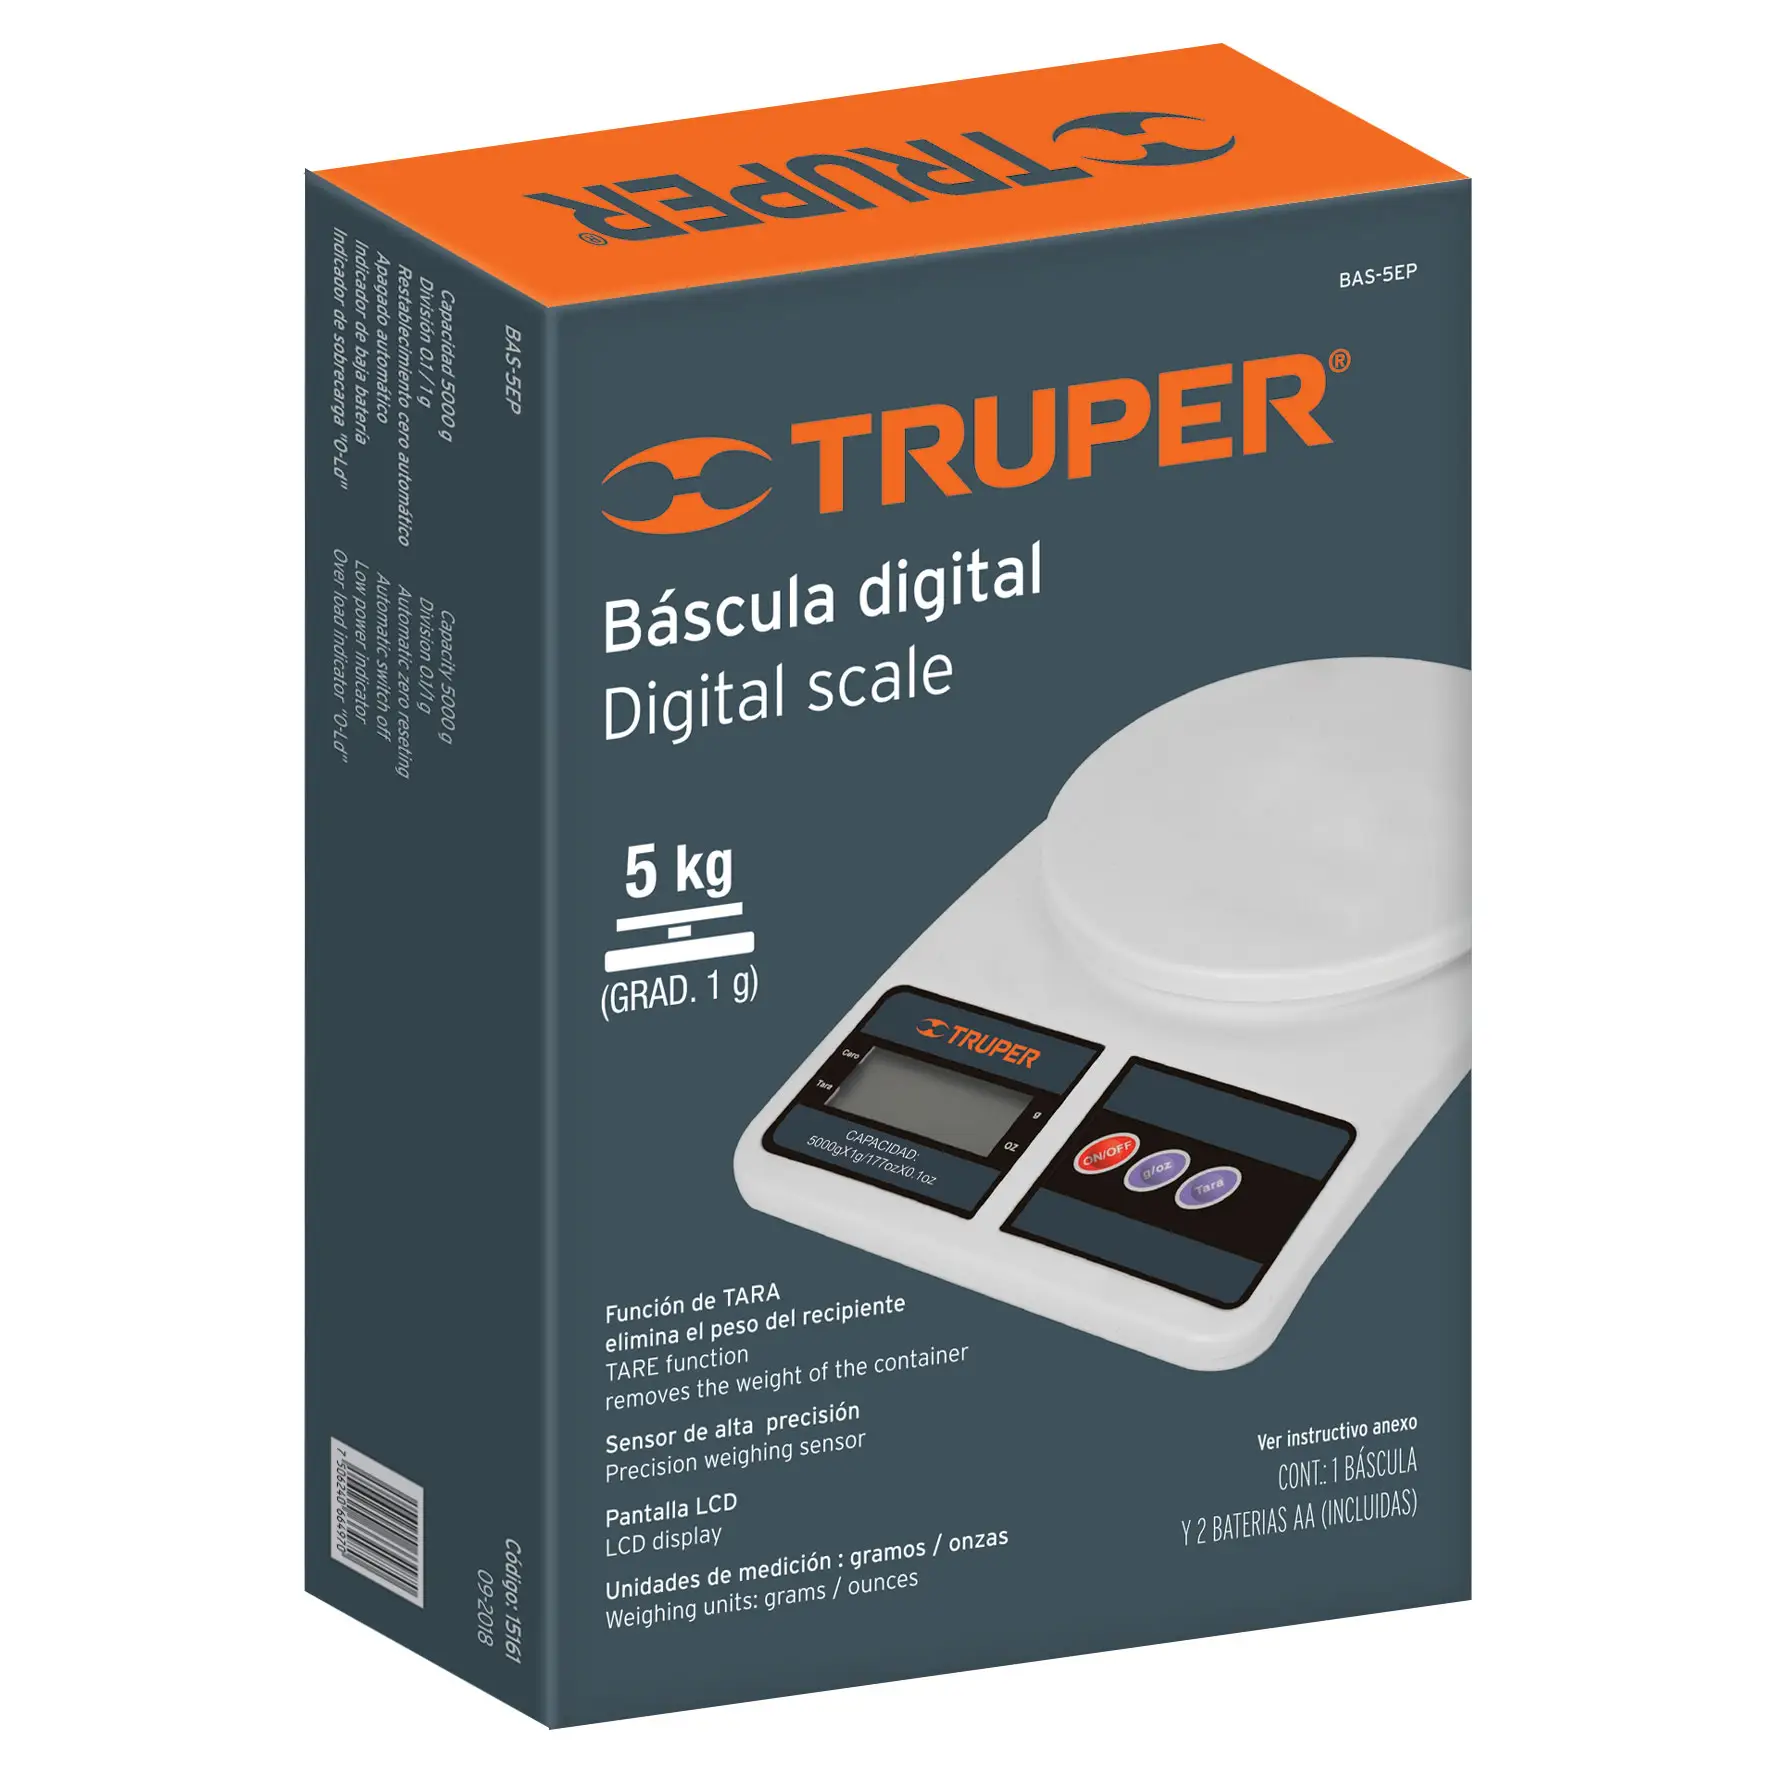 TRUPER®
BAS-5EP
TRUPER®
Báscula digital
Digital scale
5 kg
(GRAD. 1 g)
TRUPER
Cero
Tara
g
oz
CAPACIDAD:
5000gX1g/177ozX0.1oz
ON/OFF
g/oz
Tara
Función de TARA
elimina el peso del recipiente
TARE function
removes the weight of the container
Sensor de alta precisión
Precision weighing sensor
Pantalla LCD
LCD display
Unidades de medición : gramos / onzas
Weighing units: grams / ounces
Ver instructivo anexo
CONT.: 1 BÁSCULA
Y 2 BATERIAS AA (INCLUIDAS)
BAS-5EP
Capacidad 5000 g
División 0.1 / 1 g
Restablecimiento cero automático
Apagado automático
Indicador de baja batería
Indicador de sobrecarga "O-Ld"
Capacity 5000 g
Division 0.1/1 g
Automatic zero reseting
Automatic switch off
Low power indicator
Over load indicator "O-Ld"
Código: 15161
09-2018
7 506240 664970